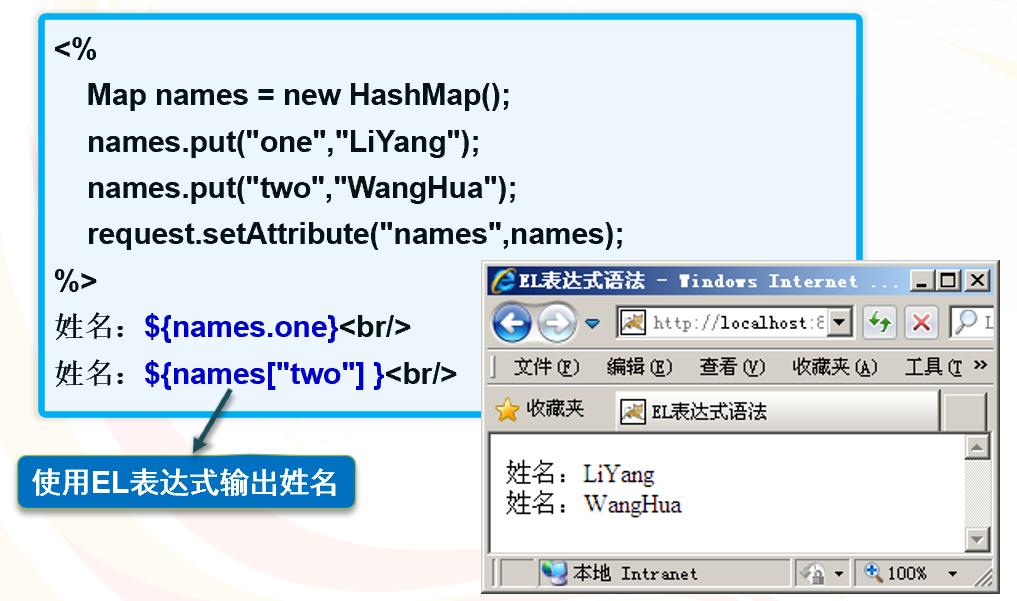 <%
Map names = new HashMap();
names.put("one","LiYang");
names.put("two","WangHua");
request.setAttribute("names",names);
%>
姓名：${names.one}<br/>
姓名：${names["two"] }<br/>
使用EL表达式输出姓名
EL表达式语法 - Windows Internet ...
http://localhost:8
L
文件(F) 编辑(E) 查看(V) 收藏夹(A) 工具(T »
收藏夹 EL表达式语法
姓名：LiYang
姓名：WangHua
本地 Intranet 100%